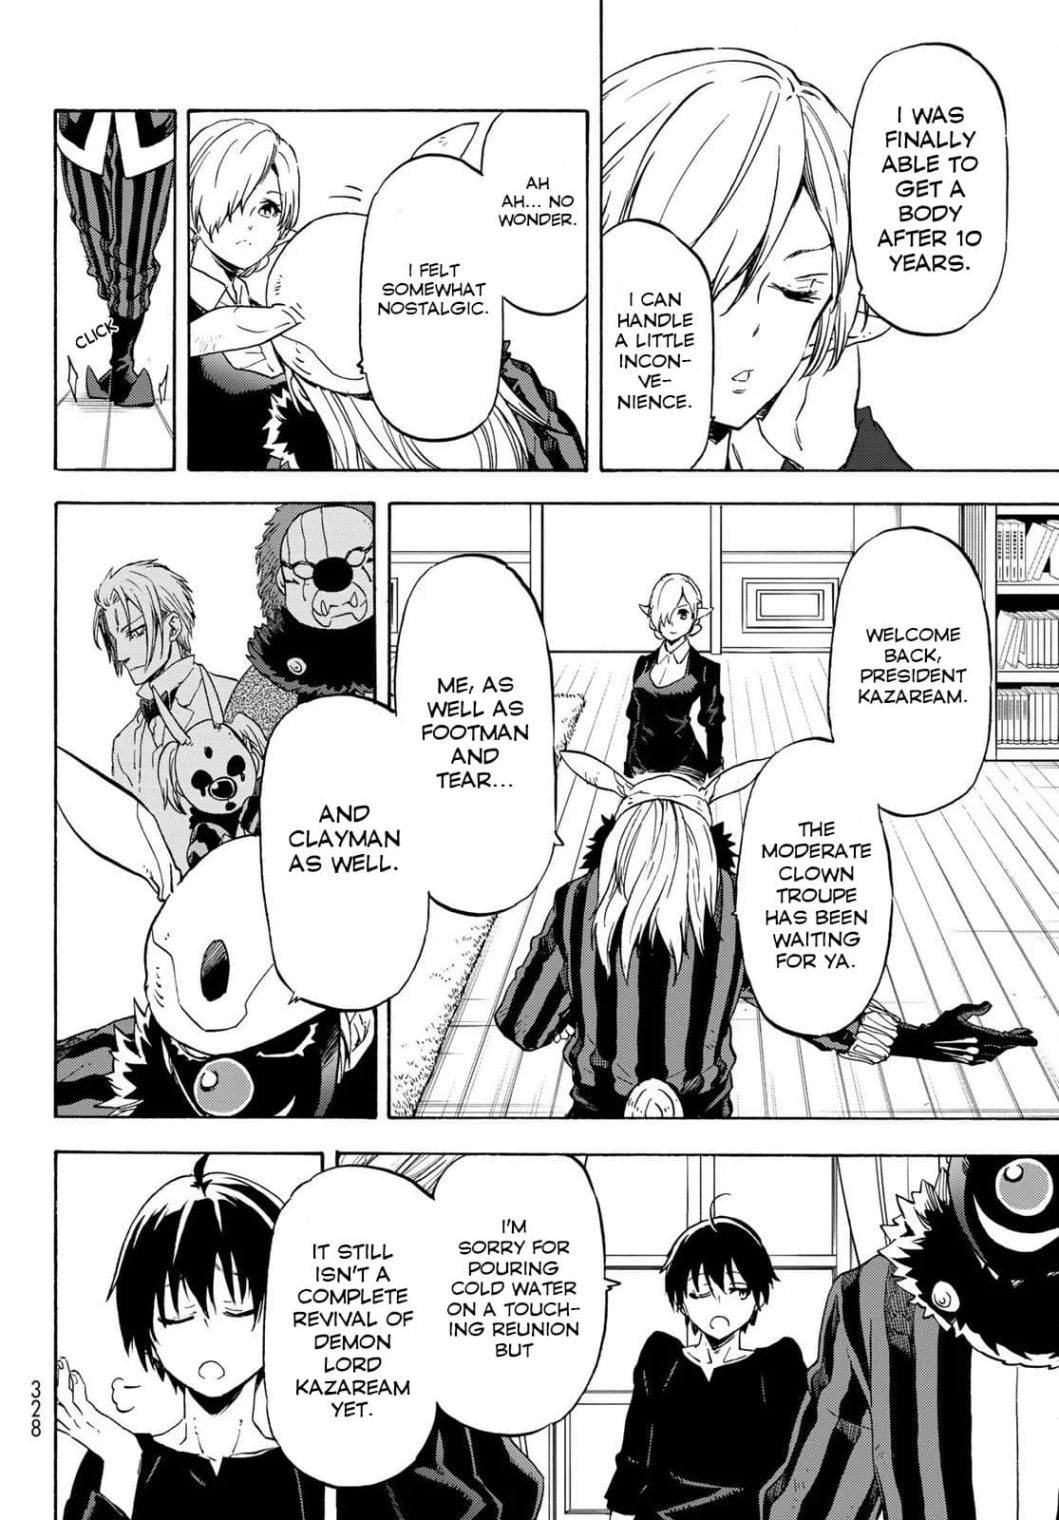 I WAS
FINALLY
ABLE TO
GET A
BODY
AFTER 10
YEARS.
I CAN
HANDLE
A LITTLE
INCON-
VE-
NIENCE.
AH
AH... NO
WONDER.
I FELT
SOMEWHAT
NOSTALGIC.
CLICK
WELCOME
BACK,
PRESIDENT
KAZAREAM.
THE
MODERATE
CLOWN
TROUPE
HAS BEEN
WAITING
FOR YA.
ME, AS
WELL AS
FOOTMAN
AND
TEAR...
AND
CLAYMAN
AS WELL.
I'M
SORRY FOR
POURING
COLD WATER
ON A TOUCH-
ING REUNION
BUT
IT STILL
ISN'T A
COMPLETE
REVIVAL OF
DEMON
LORD
KAZAREAM
YET.
328